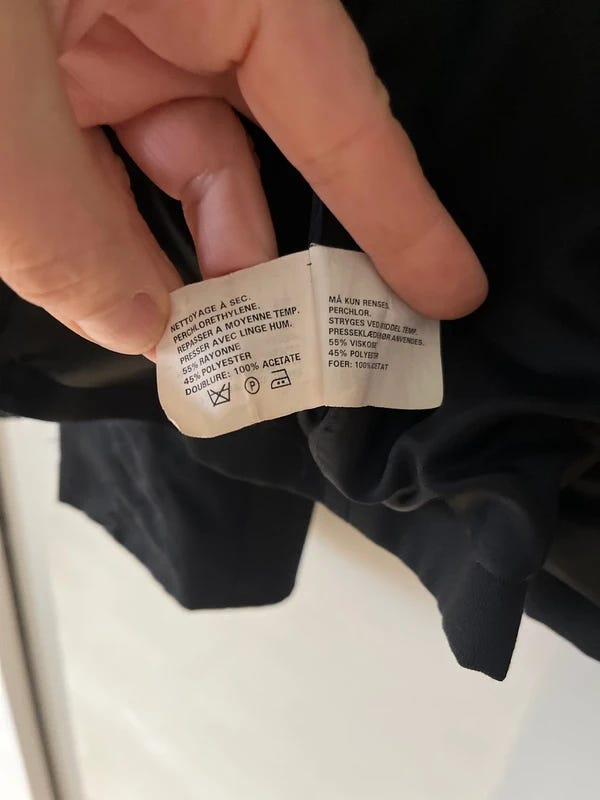 NETTOYAGE À SEC.
PERCHLORETHYLENE.
REPASSER A MOYENNE TEMP.
PRESSER AVEC LINGE HUM.
55% RAYONNE
45% POLYESTER
DOUBLURE: 100% ACETATE
P
MÅ KUN RENSES.
PERCHLOR.
STRYGES VED MIDDEL TEMP.
PRESSEKLÆDE BØR ANVENDES.
55% VISKOSE
45% POLYESTER
FOER: 100%